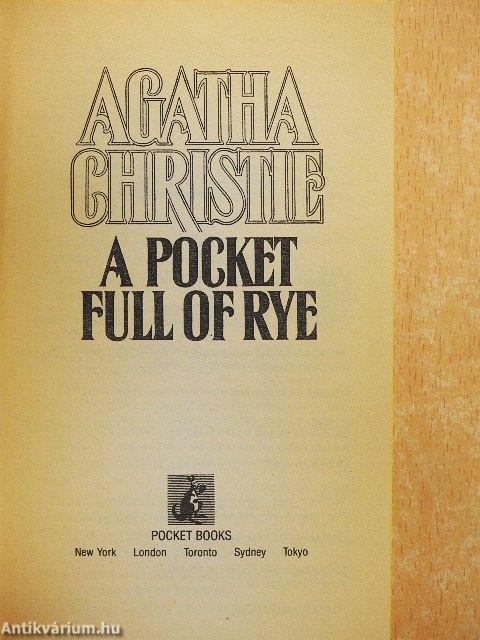 AGATHA
CHRISTIE
A POCKET
FULL OF RYE
POCKET BOOKS
New York London Toronto Sydney Tokyo
Antikvárium.hu